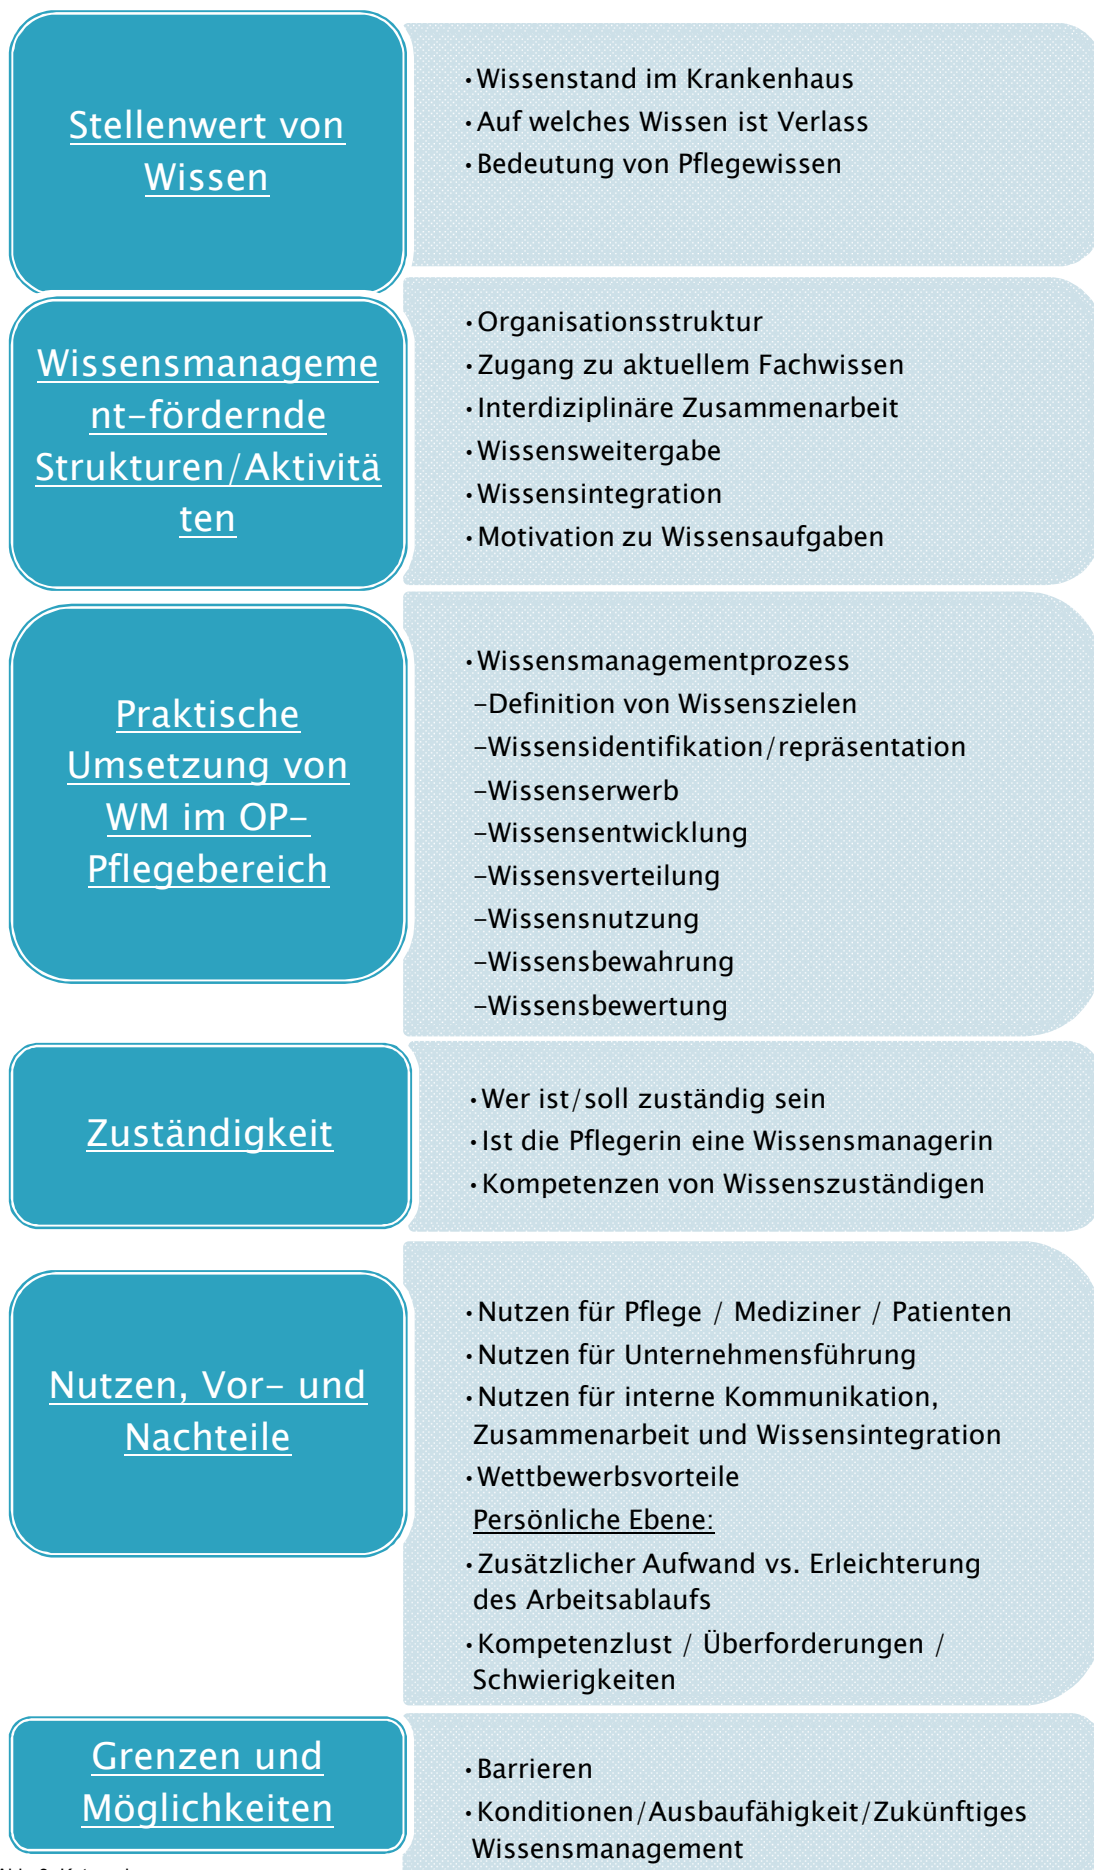 Stellenwert von
Wissen
•Wissenstand im Krankenhaus
•Auf welches Wissen ist Verlass
•Bedeutung von Pflegewissen
Wissensmanageme
nt-fördernde
Strukturen/Aktivitä
ten
•Organisationsstruktur
•Zugang zu aktuellem Fachwissen
•Interdiziplinäre Zusammenarbeit
•Wissensweitergabe
•Wissensintegration
•Motivation zu Wissensaufgaben
Praktische
Umsetzung von
WM im OP-
Pflegebereich
•Wissensmanagementprozess
-Definition von Wissenszielen
-Wissensidentifikation/repräsentation
-Wissenserwerb
-Wissensentwicklung
-Wissensverteilung
-Wissensnutzung
-Wissensbewahrung
-Wissensbewertung
Zuständigkeit
•Wer ist/soll zuständig sein
•Ist die Pflegerin eine Wissensmanagerin
•Kompetenzen von Wissenszuständigen
Nutzen, Vor- und
Nachteile
•Nutzen für Pflege / Mediziner / Patienten
•Nutzen für Unternehmensführung
•Nutzen für interne Kommunikation,
Zusammenarbeit und Wissensintegration
•Wettbewerbsvorteile
Persönliche Ebene:
•Zusätzlicher Aufwand vs. Erleichterung
des Arbeitsablaufs
•Kompetenzlust / Überforderungen /
Schwierigkeiten
Grenzen und
Möglichkeiten
•Barrieren
•Konditionen/Ausbaufähigkeit/Zukünftiges
Wissensmanagement